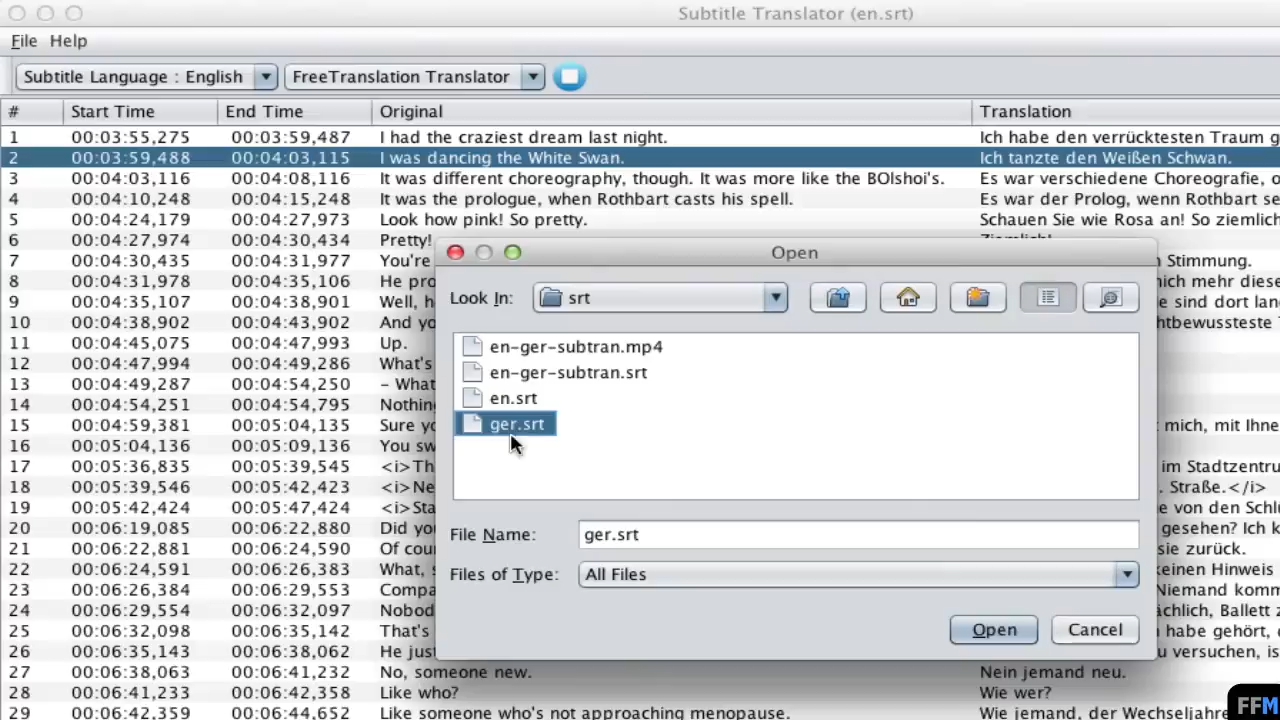 Subtitle Translator (en.srt)
File Help
Subtitle Language : English FreeTranslation Translator
# Start Time End Time Original Translation
1 00:03:55,275 00:03:59,487 I had the craziest dream last night. Ich habe den verrücktesten Traum g
2 00:03:59,488 00:04:03,115 I was dancing the White Swan. Ich tanzte den Weißen Schwan.
3 00:04:03,116 00:04:08,116 It was different choreography, though. It was more like the BOlshoi's. Es war verschiedene Choreografie, o
4 00:04:10,248 00:04:15,248 It was the prologue, when Rothbart casts his spell. Es war der Prolog, wenn Rothbart se
5 00:04:24,179 00:04:27,973 Look how pink! So pretty. Schauen Sie wie Rosa an! So ziemlich
6 00:04:27,974 00:04:30,434 Pretty!
7 00:04:30,435 00:04:31,977 You're Stimmung.
8 00:04:31,978 00:04:35,106 He pro mich mehr diese
9 00:04:35,107 00:04:38,901 Well, h e sind dort lan
10 00:04:38,902 00:04:43,902 And yo htbewussteste
11 00:04:45,075 00:04:47,993 Up.
12 00:04:47,994 00:04:49,285 What's
13 00:04:49,287 00:04:54,250 - What
14 00:04:54,251 00:04:54,795 Nothin
15 00:04:59,381 00:05:04,135 Sure yo mich, mit Ihne
16 00:05:04,136 00:05:09,136 You sw
17 00:05:36,835 00:05:39,545 <i>Th im Stadtzentru
18 00:05:39,546 00:05:42,423 <i>Ne . Straße.</i>
19 00:05:42,424 00:05:47,424 <i>Sta e von den Schlu
20 00:06:19,085 00:06:22,880 Did you gesehen? Ich k
21 00:06:22,881 00:06:24,590 Of cour sie zurück.
22 00:06:24,591 00:06:26,383 What, s keinen Hinweis
23 00:06:26,384 00:06:29,553 Compa Niemand komm
24 00:06:29,554 00:06:32,097 Nobod ächlich, Ballett z
25 00:06:32,098 00:06:35,142 That's habe gehört, d
26 00:06:35,143 00:06:38,062 He jus u versuchen, is
27 00:06:38,063 00:06:41,232 No, someone new. Nein jemand neu.
28 00:06:41,233 00:06:42,358 Like who? Wie wer?
29 00:06:42,359 00:06:44,652 Like someone who's not approaching menopause. Wie jemand, der Wechseljahre
Open
Look In: srt
en-ger-subtran.mp4
en-ger-subtran.srt
en.srt
ger.srt
File Name: ger.srt
Files of Type: All Files
Open Cancel
FFM